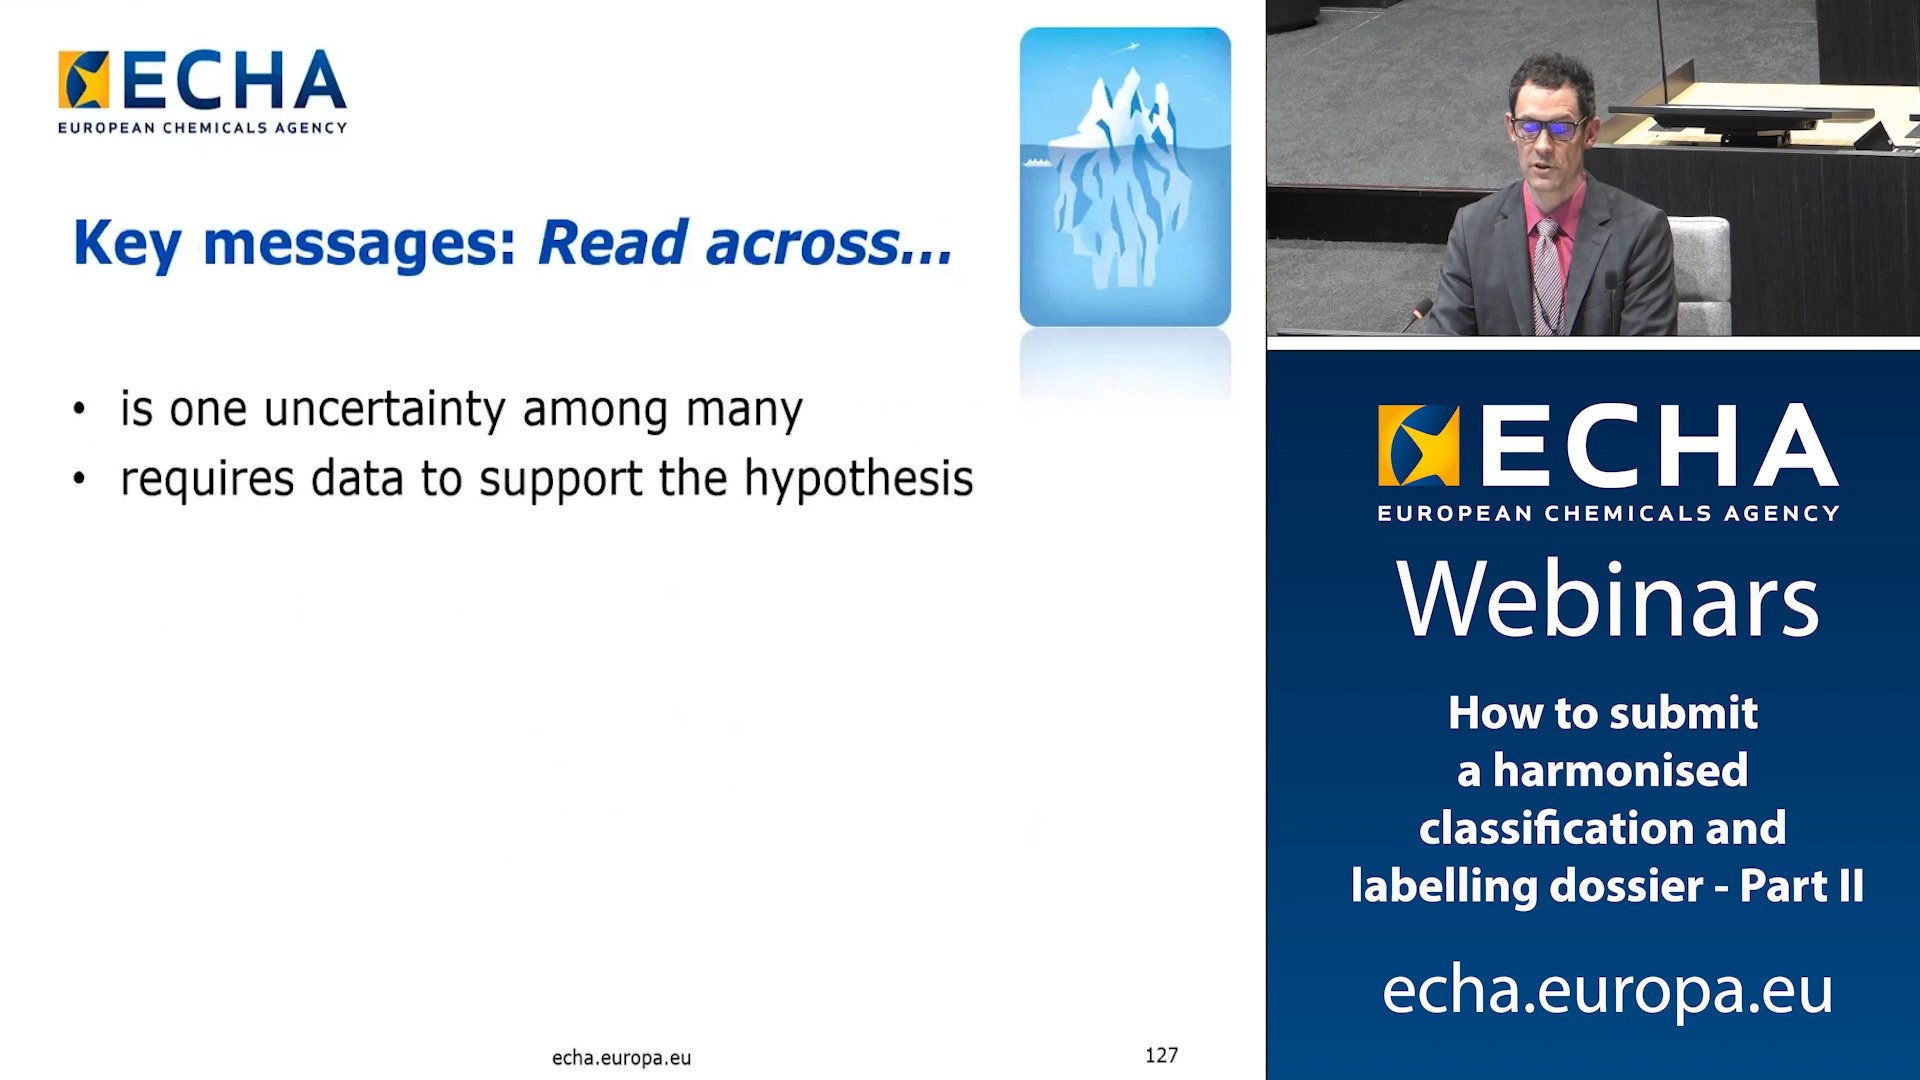 ECHA
EUROPEAN CHEMICALS AGENCY
Key messages: Read across...
• is one uncertainty among many
• requires data to support the hypothesis
echa.europa.eu
127
ECHA
EUROPEAN CHEMICALS AGENCY
Webinars
How to submit
a harmonised
classification and
labelling dossier - Part II
echa.europa.eu